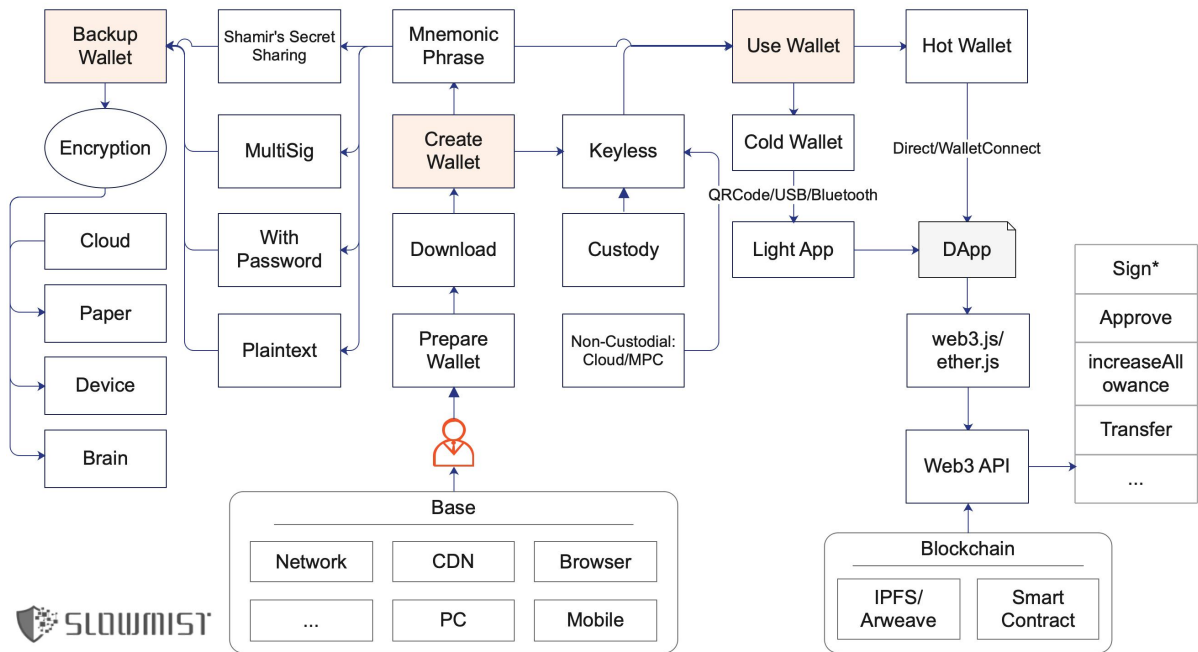 Backup
Wallet
Shamir's Secret
Sharing
Mnemonic
Phrase
Use Wallet
Hot Wallet
Encryption
MultiSig
Create
Wallet
Keyless
Cold Wallet
Direct/WalletConnect
QRCode/USB/Bluetooth
Cloud
With
Password
Download
Custody
Light App
DApp
Sign*
Paper
Plaintext
Prepare
Wallet
Non-Custodial:
Cloud/MPC
web3.js/
ether.js
Approve
increaseAll
owance
Device
Transfer
Brain
Web3 API
...
Base
Network
CDN
Browser
...
PC
Mobile
Blockchain
IPFS/
Arweave
Smart
Contract
SLOWMIST